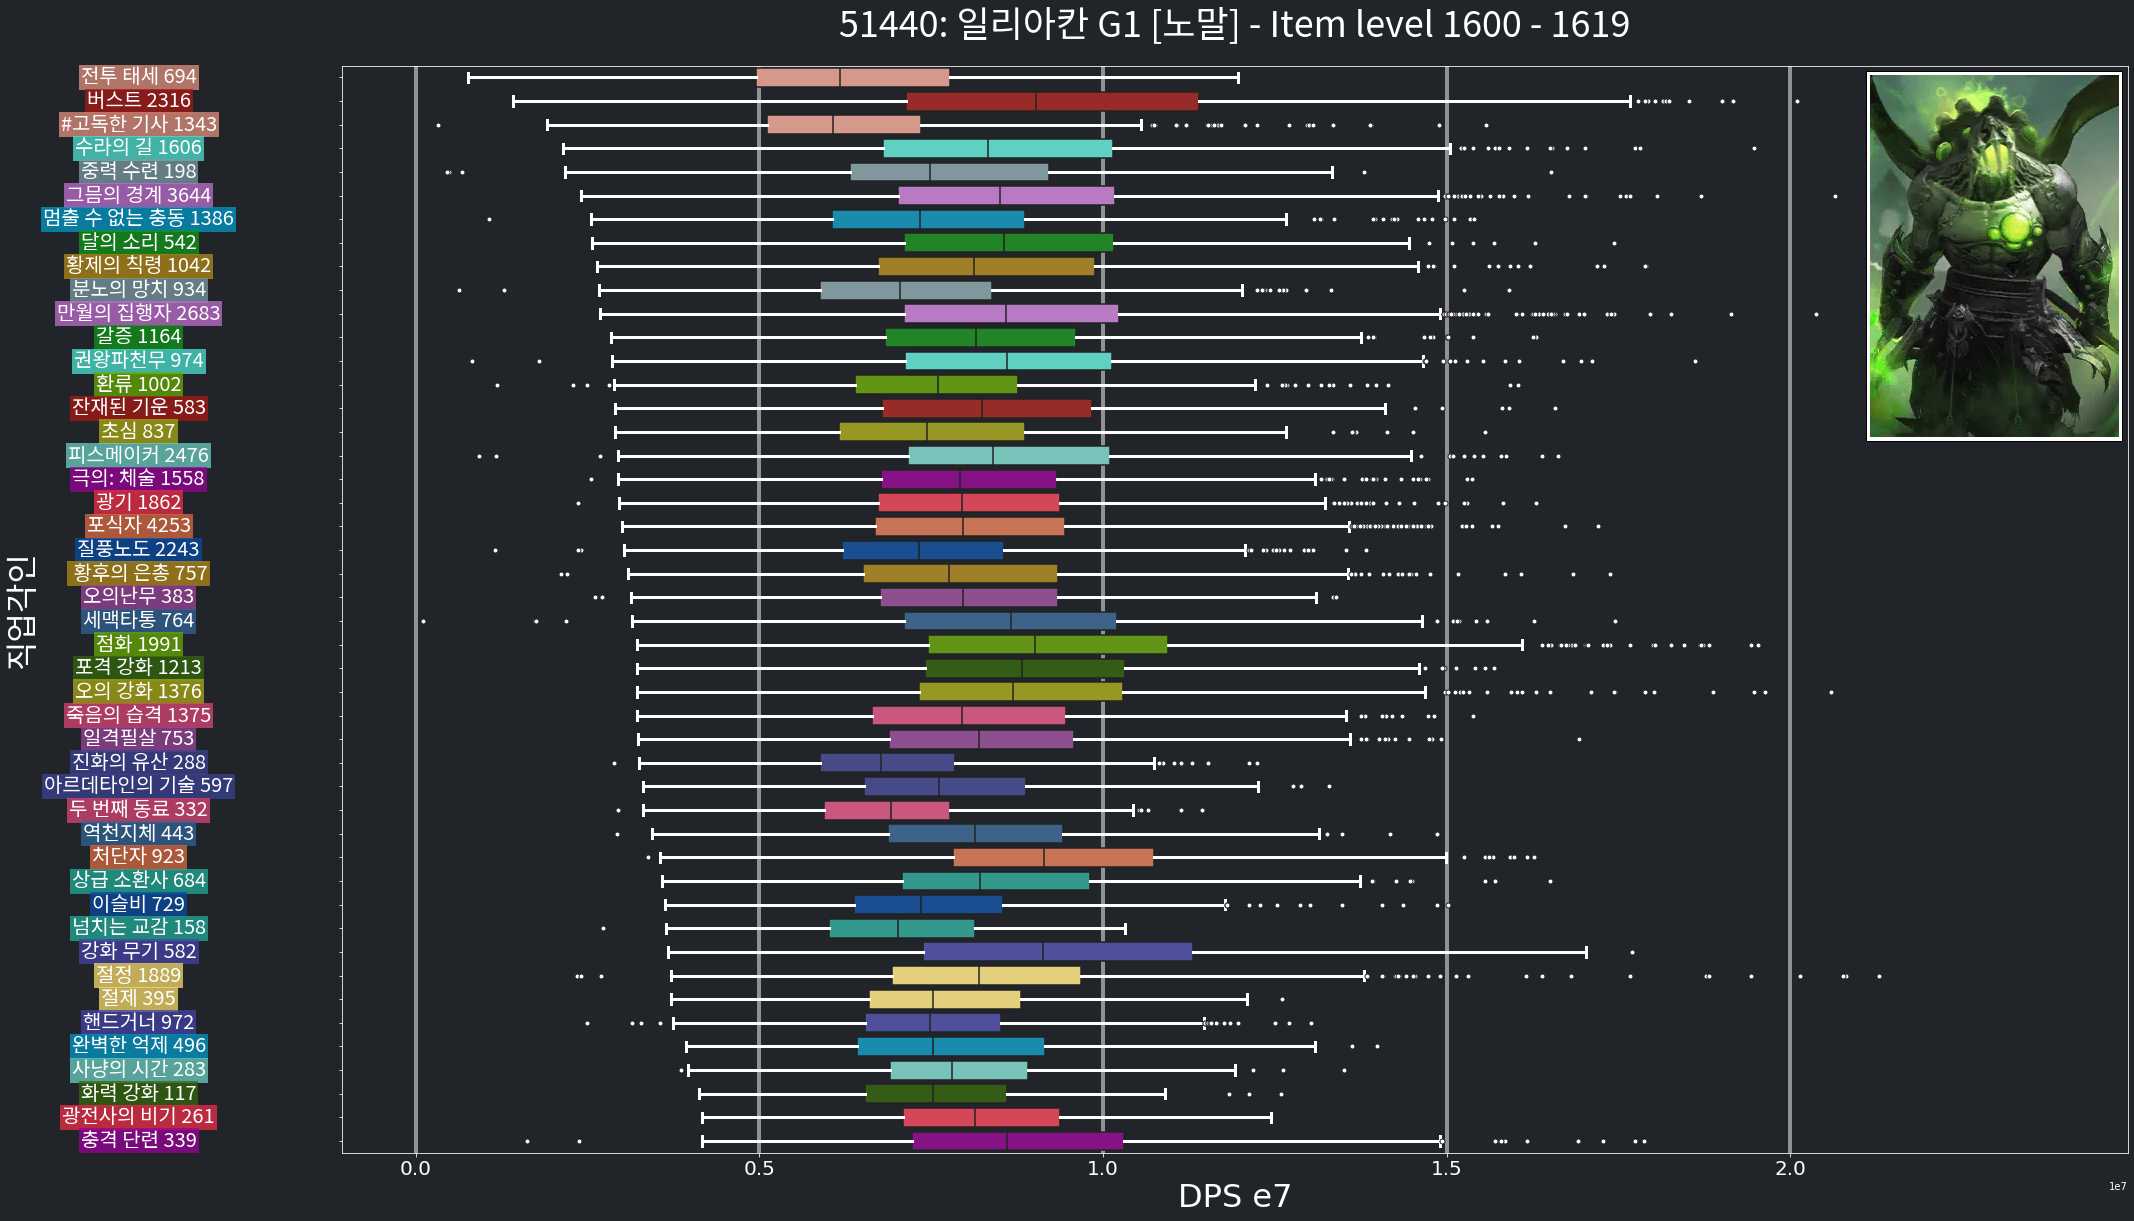 51440: 일리아칸 G1 [노말] - Item level 1600 - 1619
직업각인
전투 태세 694
버스트 2316
#고독한 기사 1343
수라의 길 1606
중력 수련 198
그믐의 경계 3644
멈출 수 없는 충동 1386
달의 소리 542
황제의 칙령 1042
분노의 망치 934
만월의 집행자 2683
갈증 1164
권왕파천무 974
환류 1002
잔재된 기운 583
초심 837
피스메이커 2476
극의: 체술 1558
광기 1862
포식자 4253
질풍노도 2243
황후의 은총 757
오의난무 383
세맥타통 764
점화 1991
포격 강화 1213
오의 강화 1376
죽음의 습격 1375
일격필살 753
진화의 유산 288
아르데타인의 기술 597
두 번째 동료 332
역천지체 443
처단자 923
상급 소환사 684
이슬비 729
넘치는 교감 158
강화 무기 582
절정 1889
절제 395
핸드거너 972
완벽한 억제 496
사냥의 시간 283
화력 강화 117
광전사의 비기 261
충격 단련 339
0.0 0.5 1.0 1.5 2.0
DPS e7
1e7